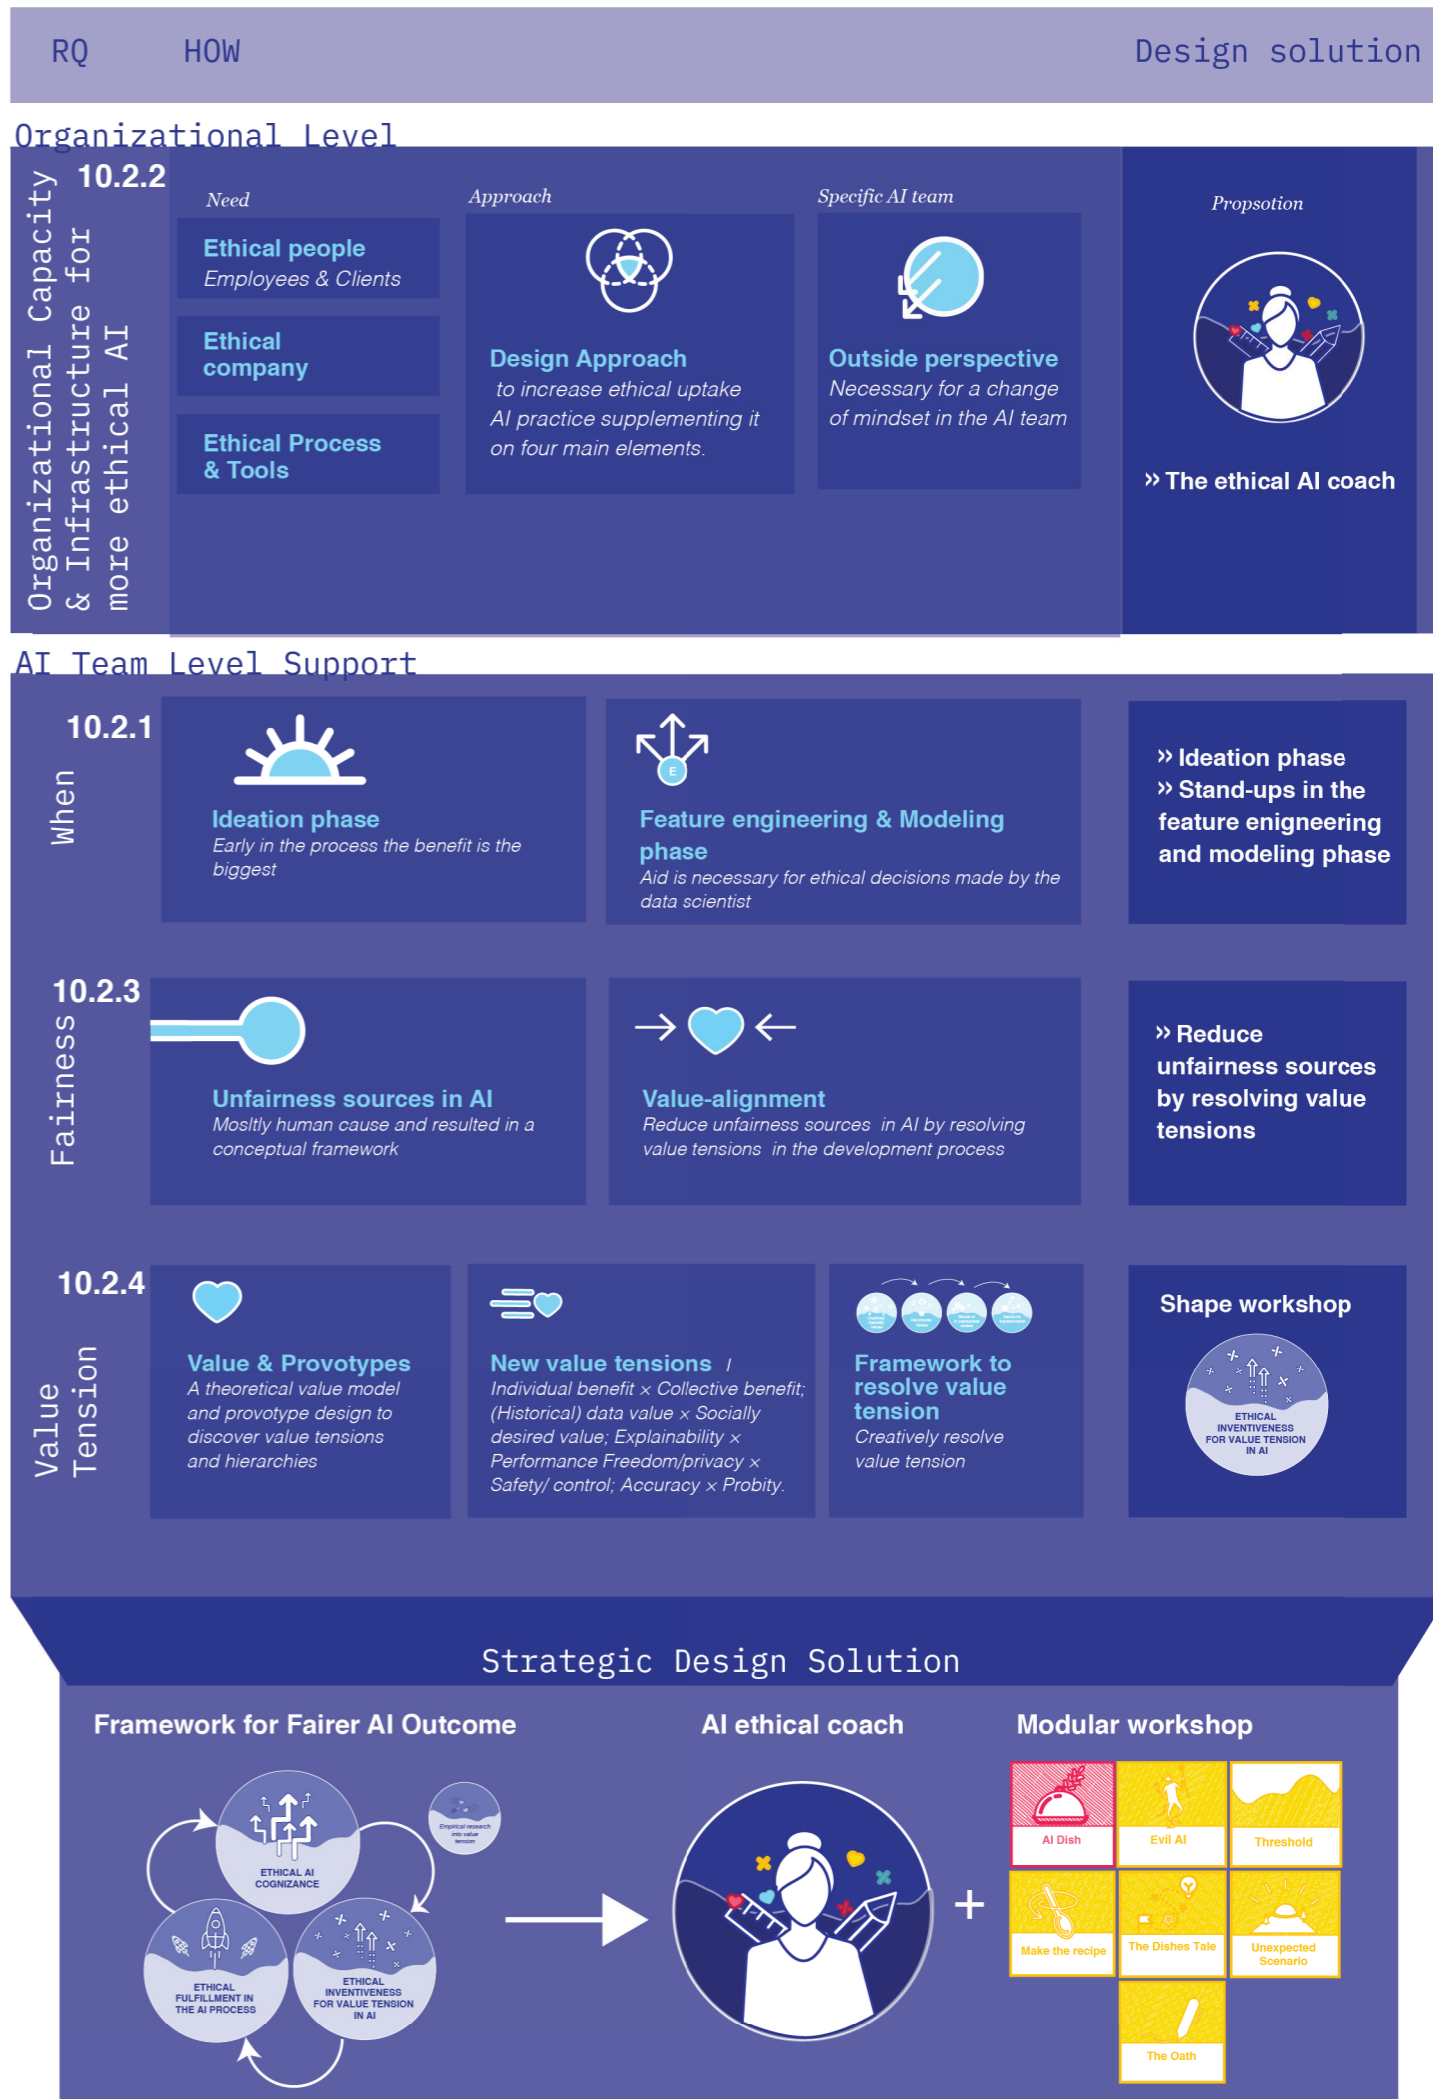 RQ
HOW
Design solution
Organizational Level
10.2.2
Organizational Capacity
& Infrastructure for
more ethical AI
Need
Ethical people
Employees & Clients
Ethical
company
Ethical Process
& Tools
Approach
Design Approach
to increase ethical uptake
AI practice supplementing it
on four main elements.
Specific AI team
Outside perspective
Necessary for a change
of mindset in the AI team
Propsotion
» The ethical AI coach
AI Team Level Support
10.2.1
When
Ideation phase
Early in the process the benefit is the
biggest
E
Feature engineering & Modeling
phase
Aid is necessary for ethical decisions made by the
data scientist
» Ideation phase
» Stand-ups in the
feature enigneering
and modeling phase
10.2.3
Fairness
Unfairness sources in AI
Mosltly human cause and resulted in a
conceptual framework
Value-alignment
Reduce unfairness sources in AI by resolving
value tensions in the development process
» Reduce
unfairness sources
by resolving value
tensions
10.2.4
Value
Tension
Value & Provotypes
A theoretical value model
and provotype design to
discover value tensions
and hierarchies
New value tensions /
Individual benefit × Collective benefit;
(Historical) data value × Socially
desired value; Explainability ×
Performance Freedom/privacy ×
Safety/ control; Accuracy × Probity.
Framework to
resolve value
tension
Creatively resolve
value tension
Shape workshop
ETHICAL
INVENTIVENESS
FOR VALUE TENSION
IN AI
Strategic Design Solution
Framework for Fairer AI Outcome
ETHICAL AI
COGNIZANCE
Empirical research
into value
tension
ETHICAL
FULFILLMENT IN
THE AI PROCESS
ETHICAL
INVENTIVENESS
FOR VALUE TENSION
IN AI
AI ethical coach
+
Modular workshop
AI Dish
Evil AI
Threshold
Make the recipe
The Dishes Tale
Unexpected
Scenario
The Oath